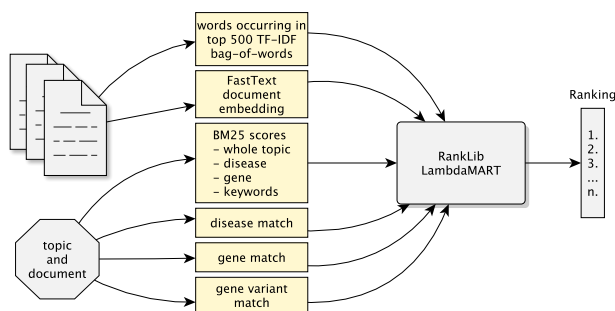 words occurring in
top 500 TF-IDF
bag-of-words
FastText
document
embedding
BM25 scores
- whole topic
- disease
- gene
- keywords
disease match
gene match
gene variant
match
topic
and
document
RankLib
LambdaMART
Ranking
1.
2.
3.
...
n.